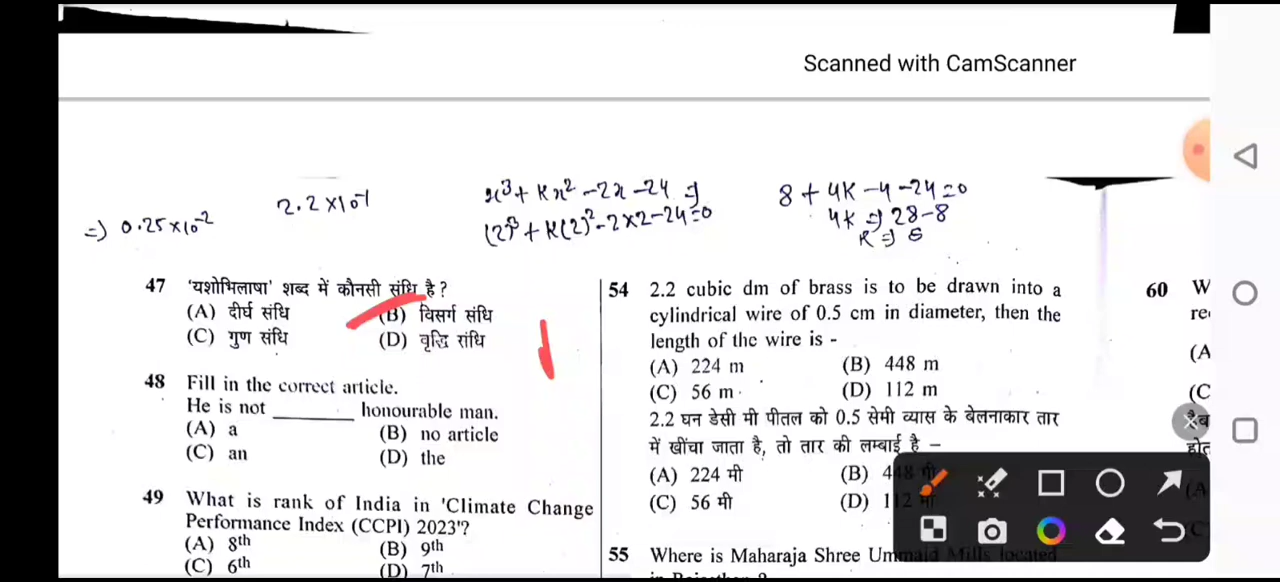 Scanned with CamScanner
⇒ 0.25×10⁻²
2.2×10⁻¹
x³ + Kx² −2x −24 ⇒
(2)³ + K(2)² − 2×2 −24=0
8 + 4K −4 −24=0
4K ⇒ 28−8
K ⇒ 5
47 'यशोभिलाषा' शब्द में कौनसी संधि है?
(A) दीर्घ संधि (B) विसर्ग संधि
(C) गुण संधि (D) वृद्धि संधि
48 Fill in the correct article.
He is not ______ honourable man.
(A) a (B) no article
(C) an (D) the
49 What is rank of India in 'Climate Change
Performance Index (CCPI) 2023'?
(A) 8th (B) 9th
(C) 6th (D) 7th
54 2.2 cubic dm of brass is to be drawn into a
cylindrical wire of 0.5 cm in diameter, then the
length of the wire is -
(A) 224 m (B) 448 m
(C) 56 m (D) 112 m
2.2 घन डेसी मी पीतल को 0.5 सेमी व्यास के बेलनाकार तार
में खींचा जाता है, तो तार की लम्बाई है –
(A) 224 मी (B) 448 मी
(C) 56 मी (D) 112 मी
55 Where is Maharaja Shree Ummaid Mills located
60 W
(A
(C